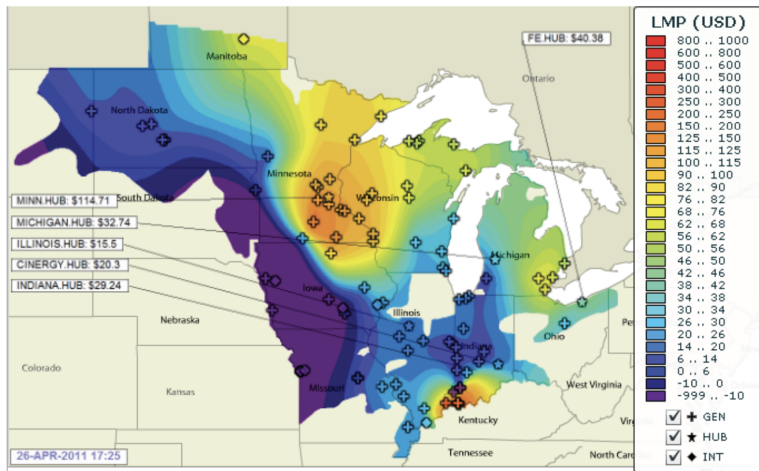 LMP (USD)
800 .. 1000
600 .. 800
500 .. 600
400 .. 500
300 .. 400
250 .. 300
200 .. 250
150 .. 200
125 .. 150
115 .. 125
100 .. 115
90 .. 100
82 .. 90
76 .. 82
68 .. 76
62 .. 68
56 .. 62
50 .. 56
46 .. 50
42 .. 46
38 .. 42
34 .. 38
30 .. 34
26 .. 30
20 .. 26
14 .. 20
6 .. 14
0 .. 6
-10 .. 0
-999 .. -10
GEN
HUB
INT
FE.HUB: $40.38
Manitoba
Ontario
North Dakota
Minnesota
South Dakota
Wisconsin
MINN.HUB: $114.71
MICHIGAN.HUB: $32.74
ILLINOIS.HUB: $15.5
CINERGY.HUB: $20.3
INDIANA.HUB: $29.24
Michigan
Iowa
Illinois
Nebraska
Indiana
Ohio
Colorado
Kansas
Missouri
West Virginia
Kentucky
Tennessee
26-APR-2011 17:25